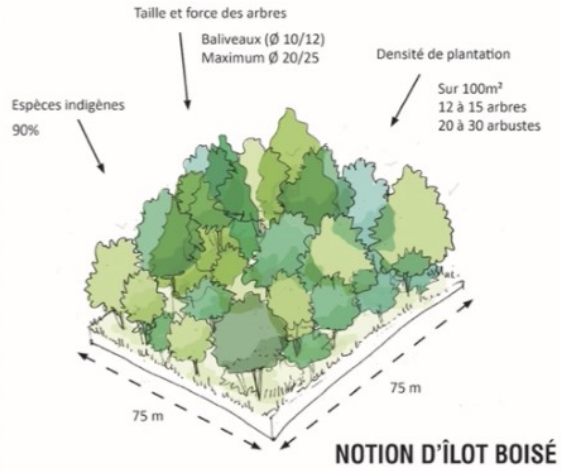 Taille et force des arbres
Baliveaux (Ø 10/12)
Maximum Ø 20/25
Densité de plantation
Sur 100m²
12 à 15 arbres
20 à 30 arbustes
Espèces indigènes
90%
75 m
75 m
NOTION D'ÎLOT BOISÉ